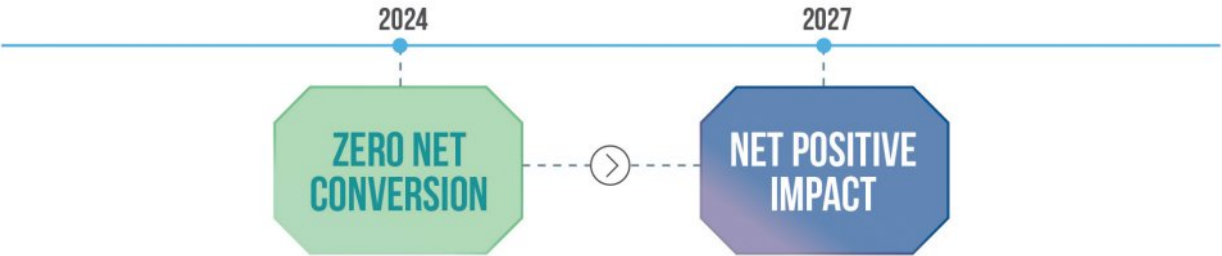 2024
2027
ZERO NET
CONVERSION
NET POSITIVE
IMPACT